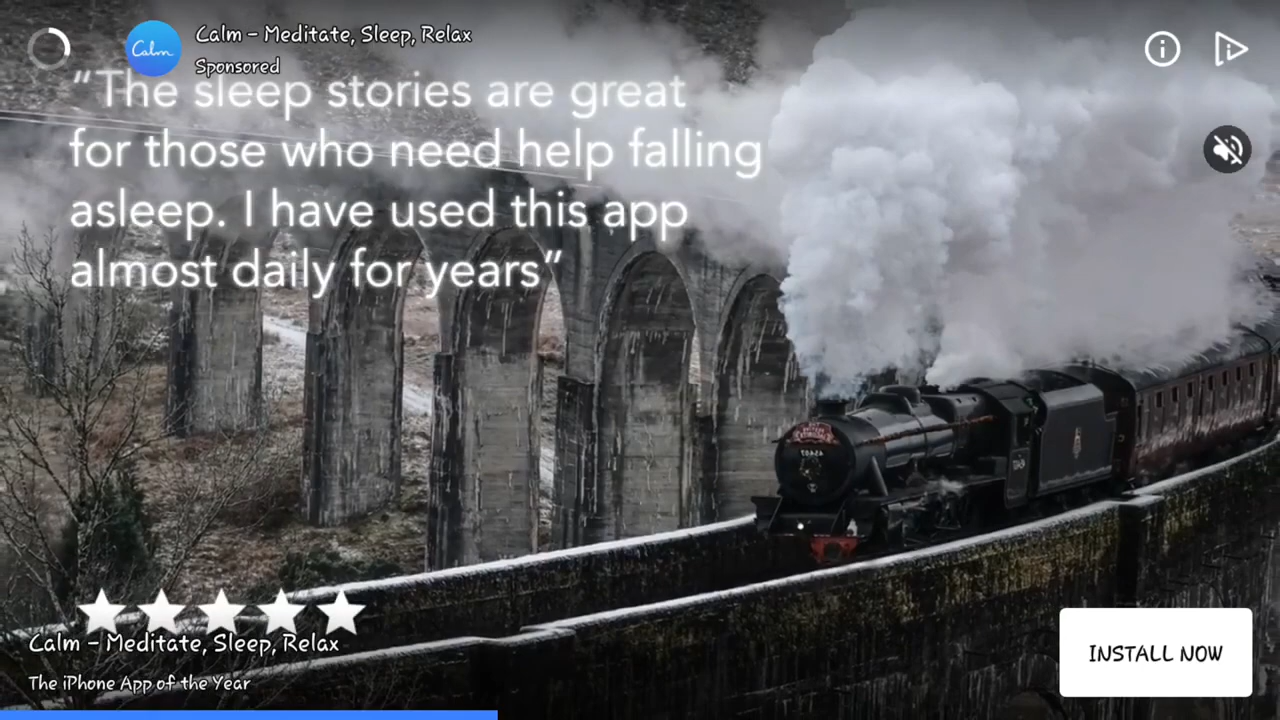 Calm
Calm – Meditate, Sleep, Relax
Sponsored
“The sleep stories are great
for those who need help falling
asleep. I have used this app
almost daily for years”
Calm – Meditate, Sleep, Relax
The iPhone App of the Year
INSTALL NOW